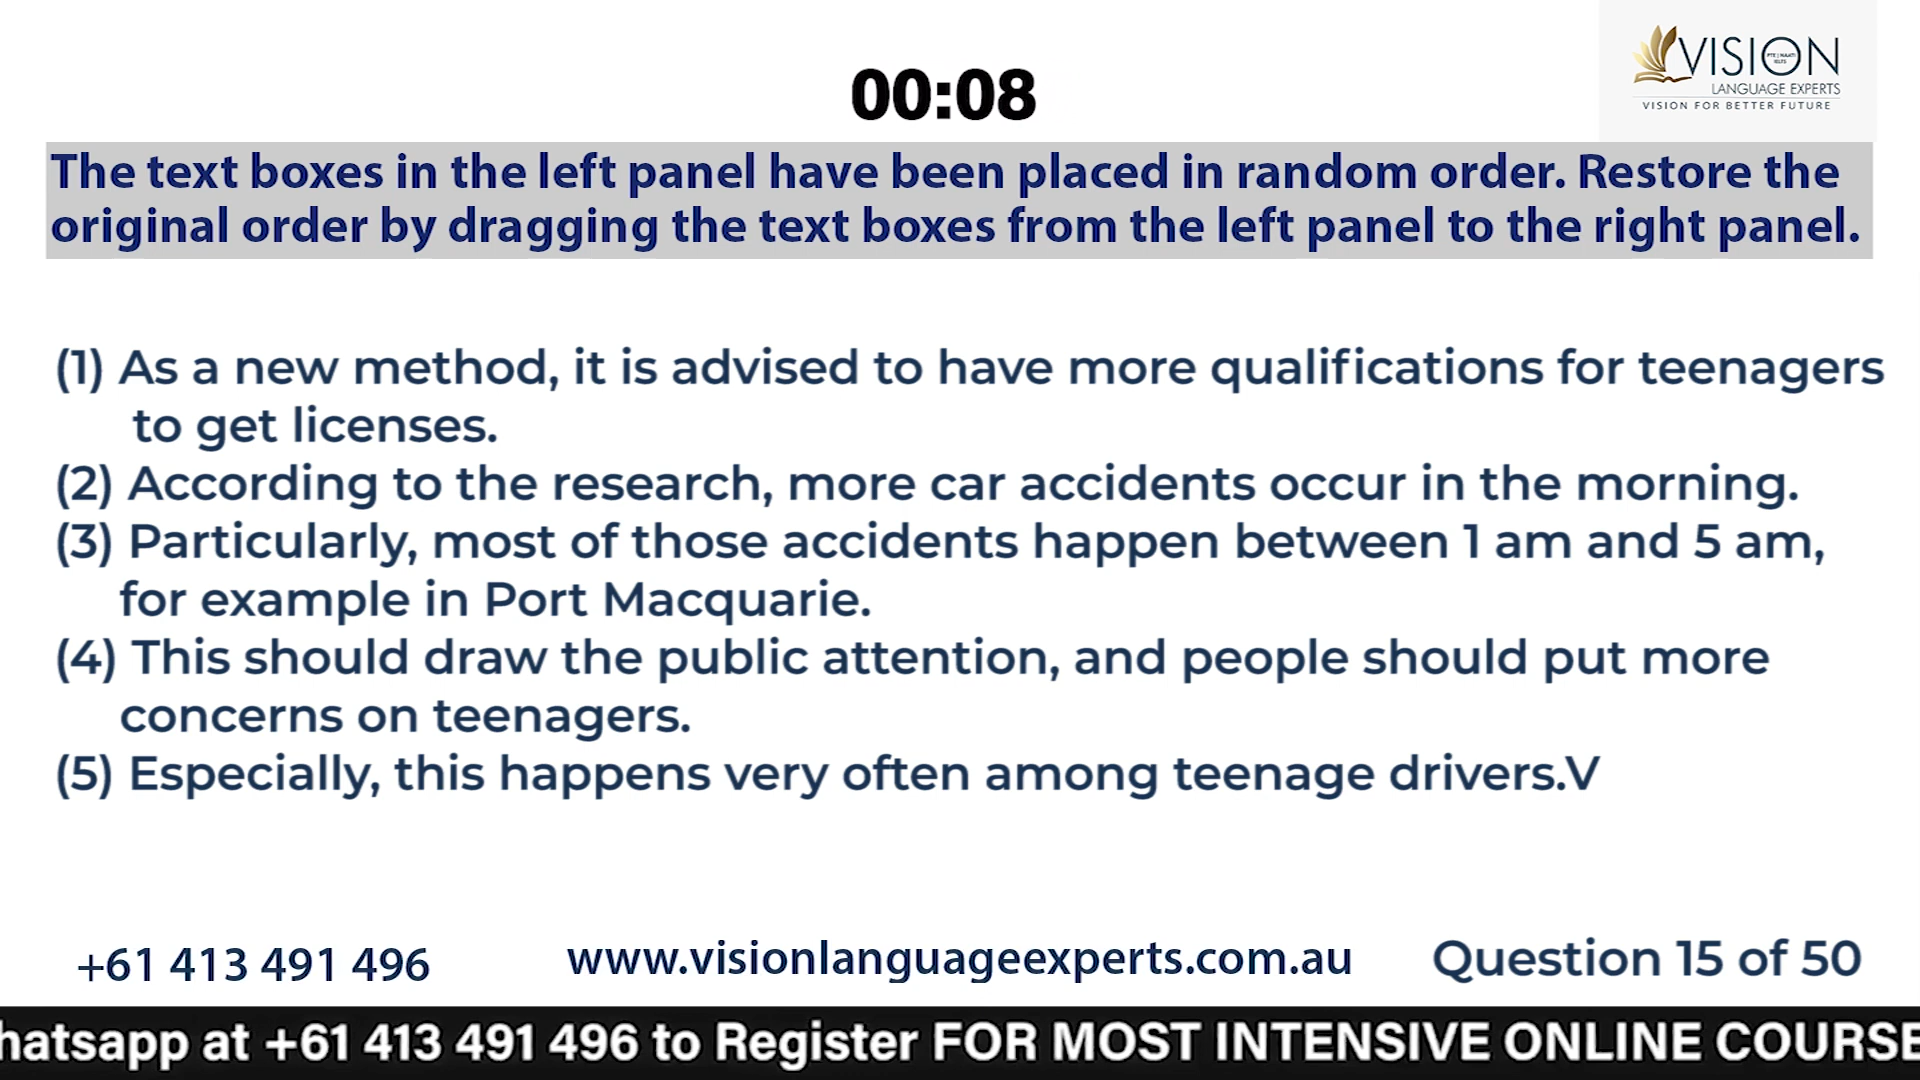 VISION
PTE | NAATI
IELTS
LANGUAGE EXPERTS
VISION FOR BETTER FUTURE
00:08
The text boxes in the left panel have been placed in random order. Restore the
original order by dragging the text boxes from the left panel to the right panel.
(1) As a new method, it is advised to have more qualifications for teenagers
to get licenses.
(2) According to the research, more car accidents occur in the morning.
(3) Particularly, most of those accidents happen between 1 am and 5 am,
for example in Port Macquarie.
(4) This should draw the public attention, and people should put more
concerns on teenagers.
(5) Especially, this happens very often among teenage drivers.V
+61 413 491 496 www.visionlanguageexperts.com.au Question 15 of 50
hatsapp at +61 413 491 496 to Register FOR MOST INTENSIVE ONLINE COURSE